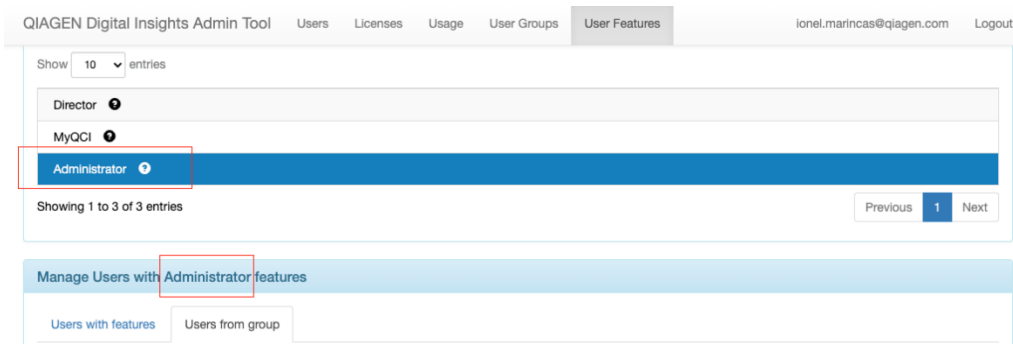 QIAGEN Digital Insights Admin Tool Users Licenses Usage User Groups User Features ionel.marincas@qiagen.com Logout
Show 10 entries
Director ?
MyQCI ?
Administrator ?
Showing 1 to 3 of 3 entries Previous 1 Next
Manage Users with Administrator features
Users with features Users from group